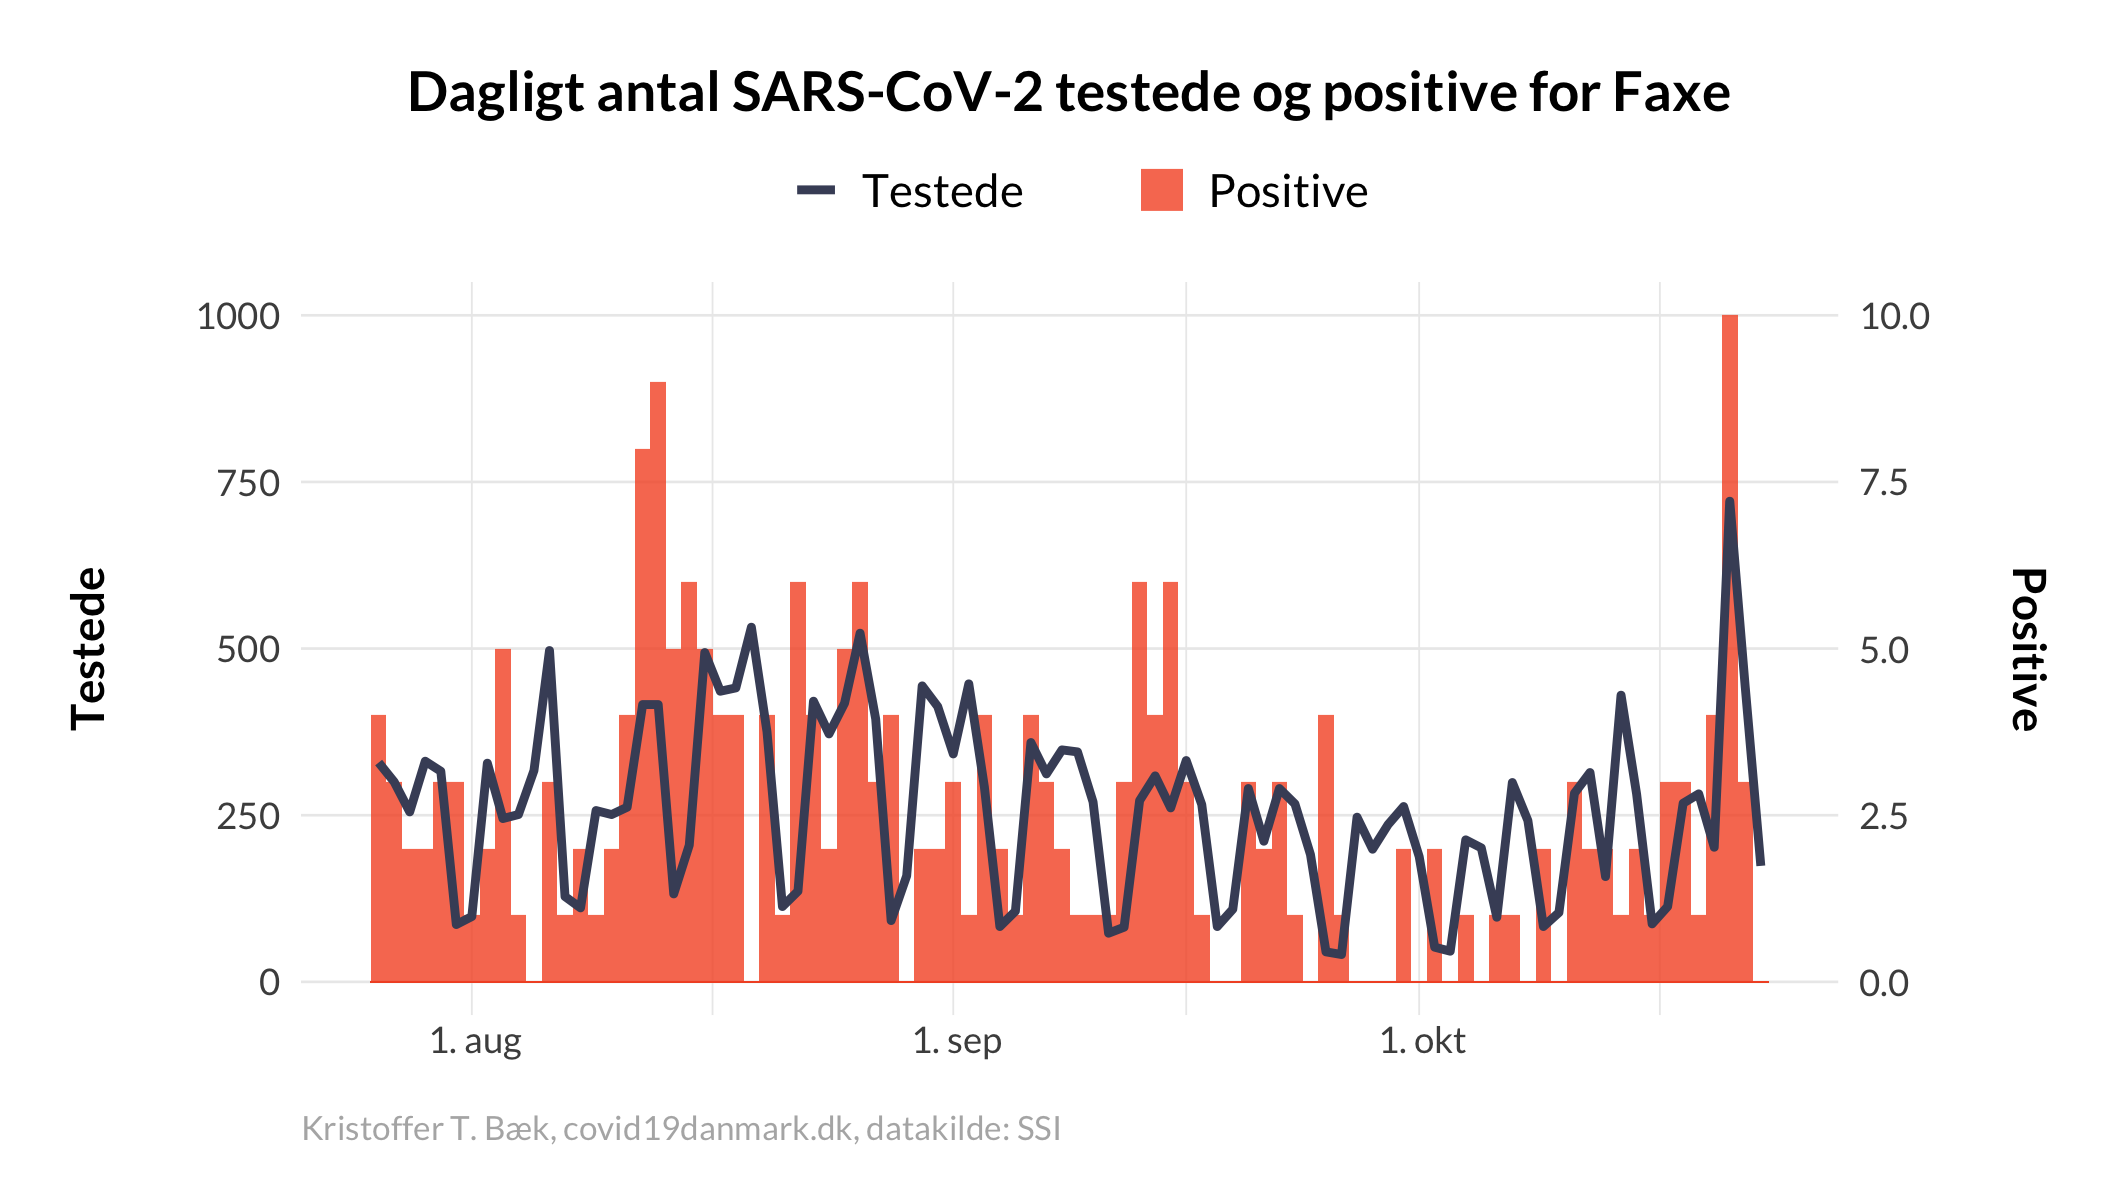 Dagligt antal SARS-CoV-2 testede og positive for Faxe
Testede Positive
1000 10.0
750 7.5
500 5.0
250 2.5
0 0.0
Testede
Positive
1. aug 1. sep 1. okt
Kristoffer T. Bæk, covid19danmark.dk, datakilde: SSI